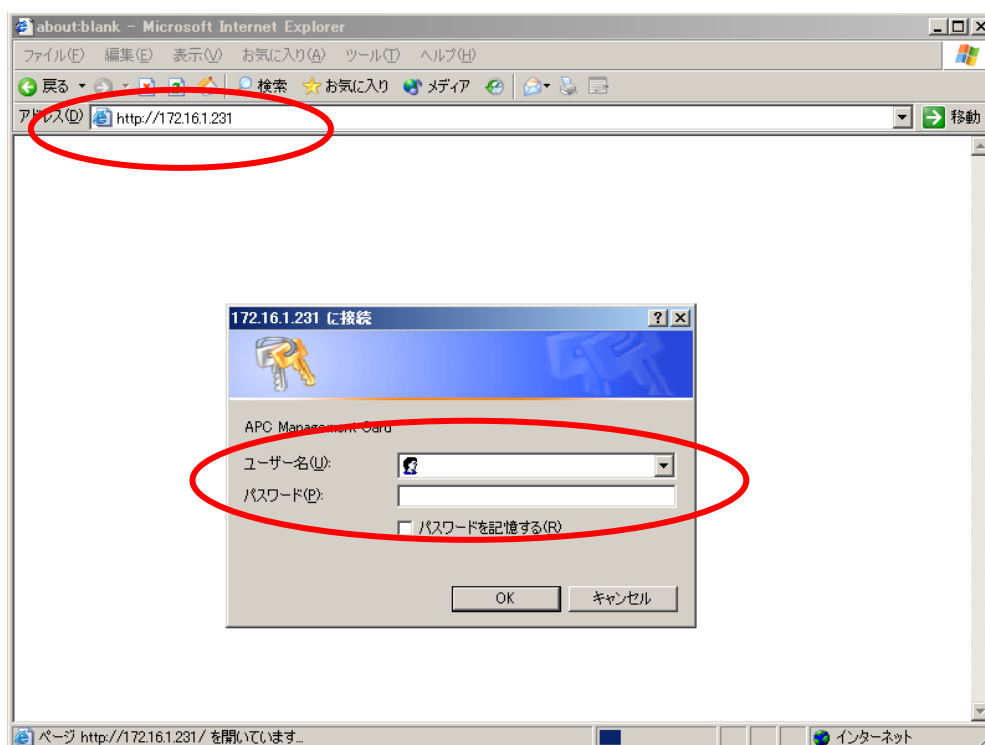 about:blank - Microsoft Internet Explorer
ファイル(F) 編集(E) 表示(V) お気に入り(A) ツール(T) ヘルプ(H)
戻る 検索 お気に入り メディア
アドレス(D) http://172.16.1.231 移動
172.16.1.231 に接続
APC Management Card
ユーザー名(U):
パスワード(P):
パスワードを記憶する(R)
OK キャンセル
ページ http://172.16.1.231/ を開いています... インターネット